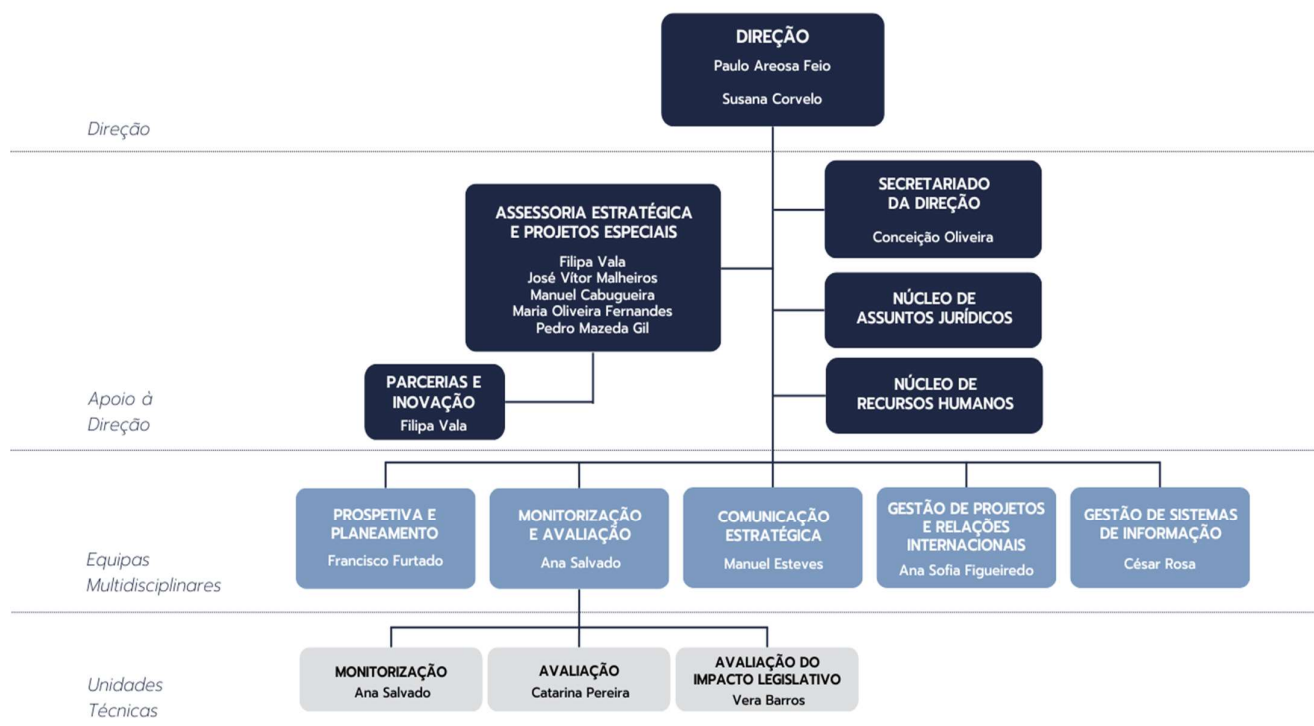 DIREÇÃO
Paulo Areosa Feio
Susana Corvelo
Direção
SECRETARIADO
DA DIREÇÃO
Conceição Oliveira
ASSESSORIA ESTRATÉGICA
E PROJETOS ESPECIAIS
Filipa Vala
José Vítor Malheiros
Manuel Cabugueira
Maria Oliveira Fernandes
Pedro Mazeda Gil
NÚCLEO DE
ASSUNTOS JURÍDICOS
NÚCLEO DE
RECURSOS HUMANOS
PARCERIAS E
INOVAÇÃO
Filipa Vala
Apoio à
Direção
PROSPETIVA E
PLANEAMENTO
Francisco Furtado
MONITORIZAÇÃO
E AVALIAÇÃO
Ana Salvado
COMUNICAÇÃO
ESTRATÉGICA
Manuel Esteves
GESTÃO DE PROJETOS
E RELAÇÕES
INTERNACIONAIS
Ana Sofia Figueiredo
GESTÃO DE SISTEMAS
DE INFORMAÇÃO
César Rosa
Equipas
Multidisciplinares
MONITORIZAÇÃO
Ana Salvado
AVALIAÇÃO
Catarina Pereira
AVALIAÇÃO DO
IMPACTO LEGISLATIVO
Vera Barros
Unidades
Técnicas